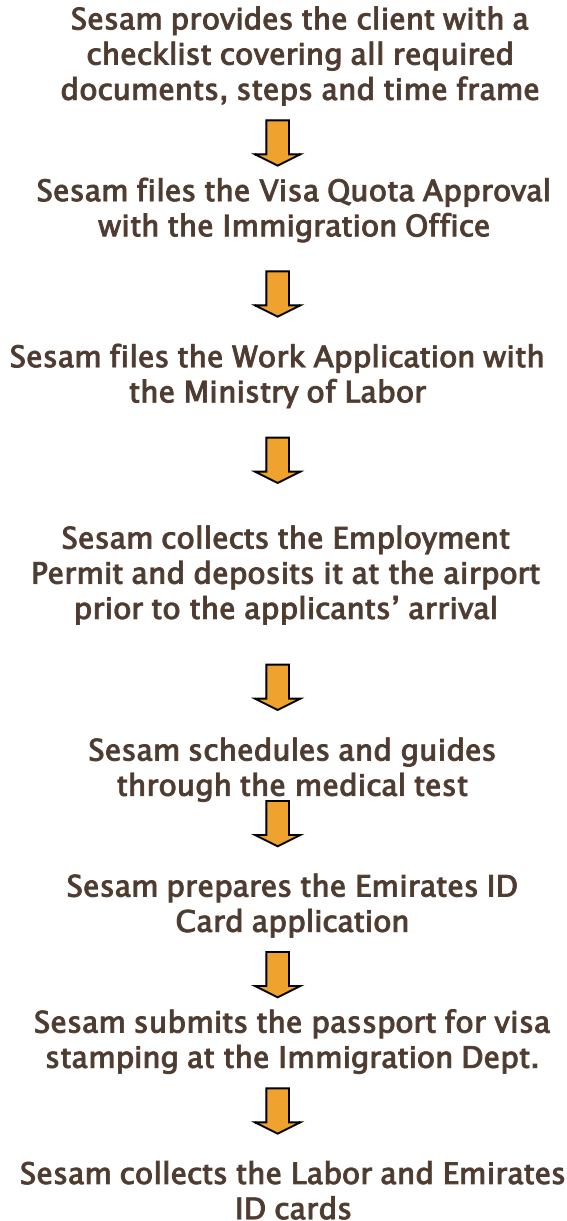 Sesam provides the client with a
checklist covering all required
documents, steps and time frame
Sesam files the Visa Quota Approval
with the Immigration Office
Sesam files the Work Application with
the Ministry of Labor
Sesam collects the Employment
Permit and deposits it at the airport
prior to the applicants’ arrival
Sesam schedules and guides
through the medical test
Sesam prepares the Emirates ID
Card application
Sesam submits the passport for visa
stamping at the Immigration Dept.
Sesam collects the Labor and Emirates
ID cards